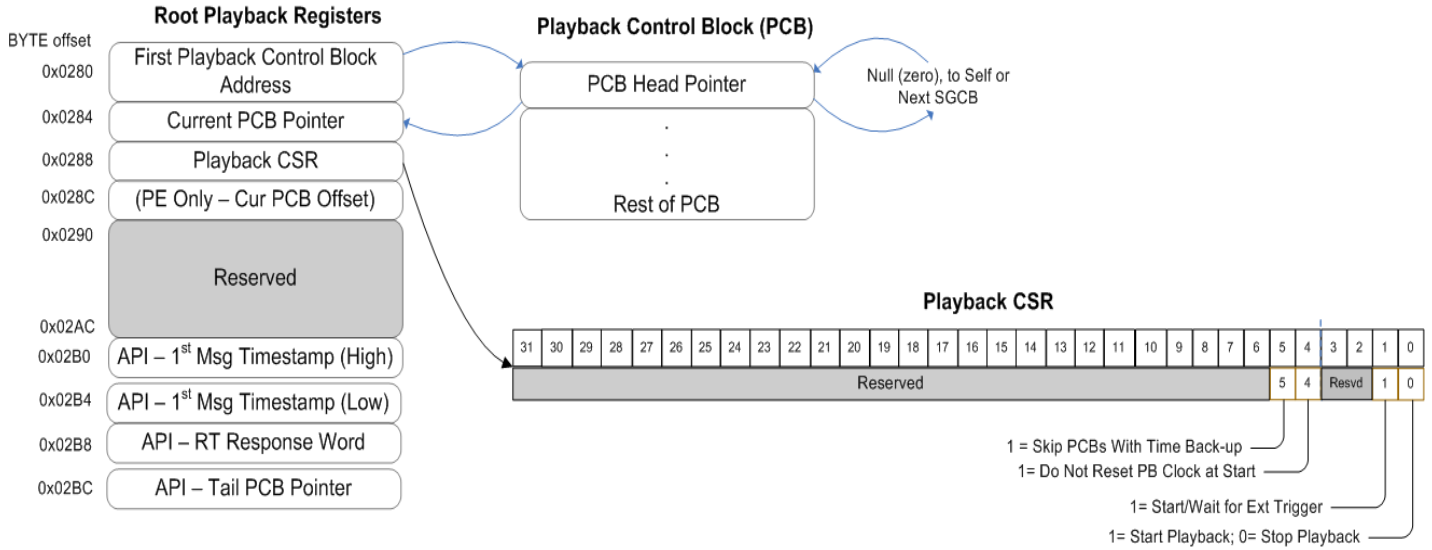 Root Playback Registers
BYTE offset
0x0280
First Playback Control Block
Address
0x0284
Current PCB Pointer
0x0288
Playback CSR
0x028C
(PE Only – Cur PCB Offset)
0x0290
Reserved
0x02AC
0x02B0
API – 1st Msg Timestamp (High)
0x02B4
API – 1st Msg Timestamp (Low)
0x02B8
API – RT Response Word
0x02BC
API – Tail PCB Pointer
Playback Control Block (PCB)
PCB Head Pointer
.
.
.
Rest of PCB
Null (zero), to Self or
Next SGCB
Playback CSR
31 30 29 28 27 26 25 24 23 22 21 20 19 18 17 16 15 14 13 12 11 10 9 8 7 6 5 4 3 2 1 0
Reserved 5 4 Resvd 1 0
1 = Skip PCBs With Time Back-up
1= Do Not Reset PB Clock at Start
1= Start/Wait for Ext Trigger
1= Start Playback; 0= Stop Playback